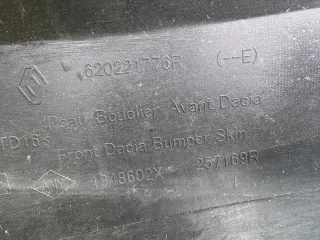 620221776R (--E)
Peau Bouclier Avant Dacia
TD16<
Front Dacia Bumper Skin
1948602X 257169R